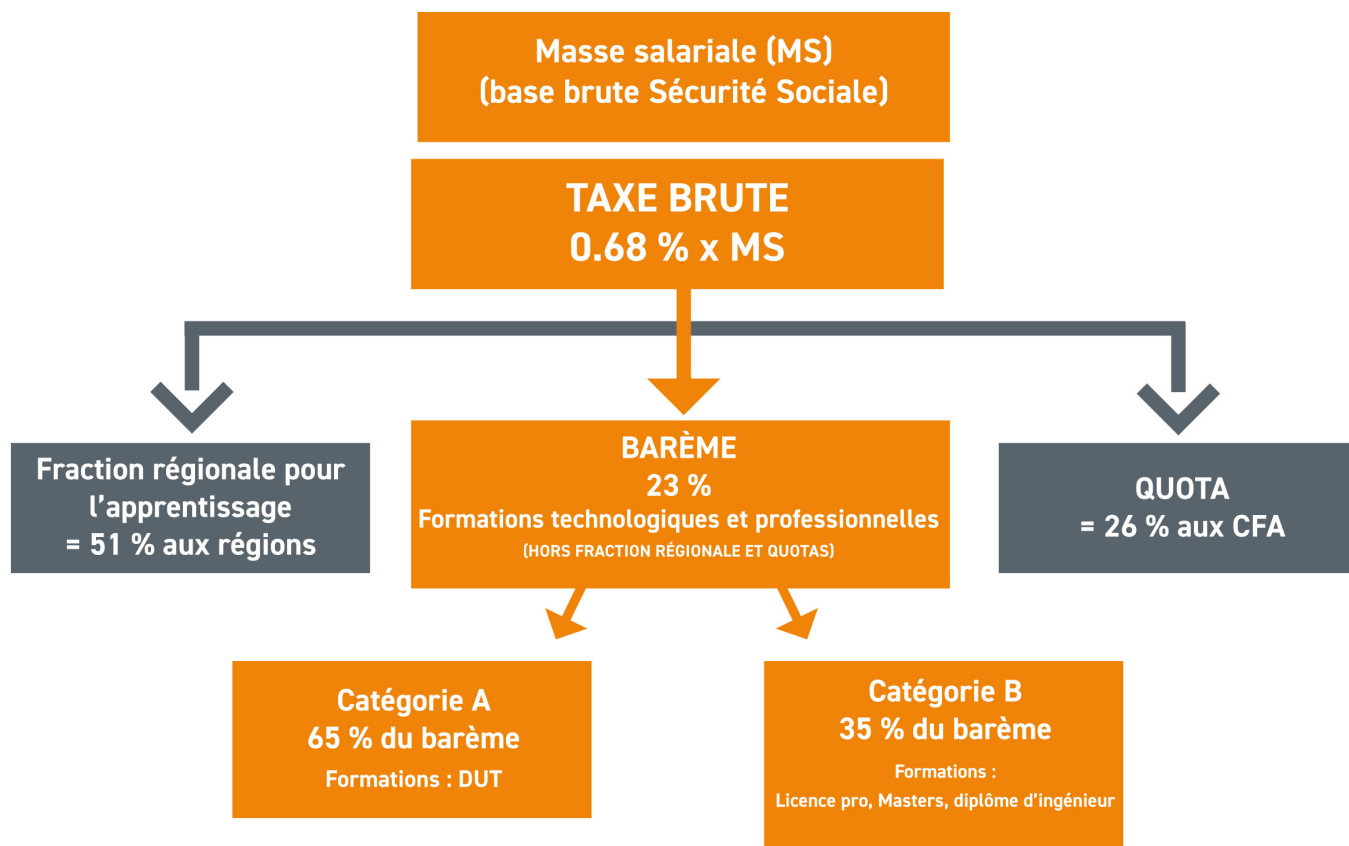 Masse salariale (MS)
(base brute Sécurité Sociale)
TAXE BRUTE
0.68 % x MS
Fraction régionale pour
l’apprentissage
= 51 % aux régions
BARÈME
23 %
Formations technologiques et professionnelles
(HORS FRACTION RÉGIONALE ET QUOTAS)
QUOTA
= 26 % aux CFA
Catégorie A
65 % du barème
Formations : DUT
Catégorie B
35 % du barème
Formations :
Licence pro, Masters, diplôme d’ingénieur